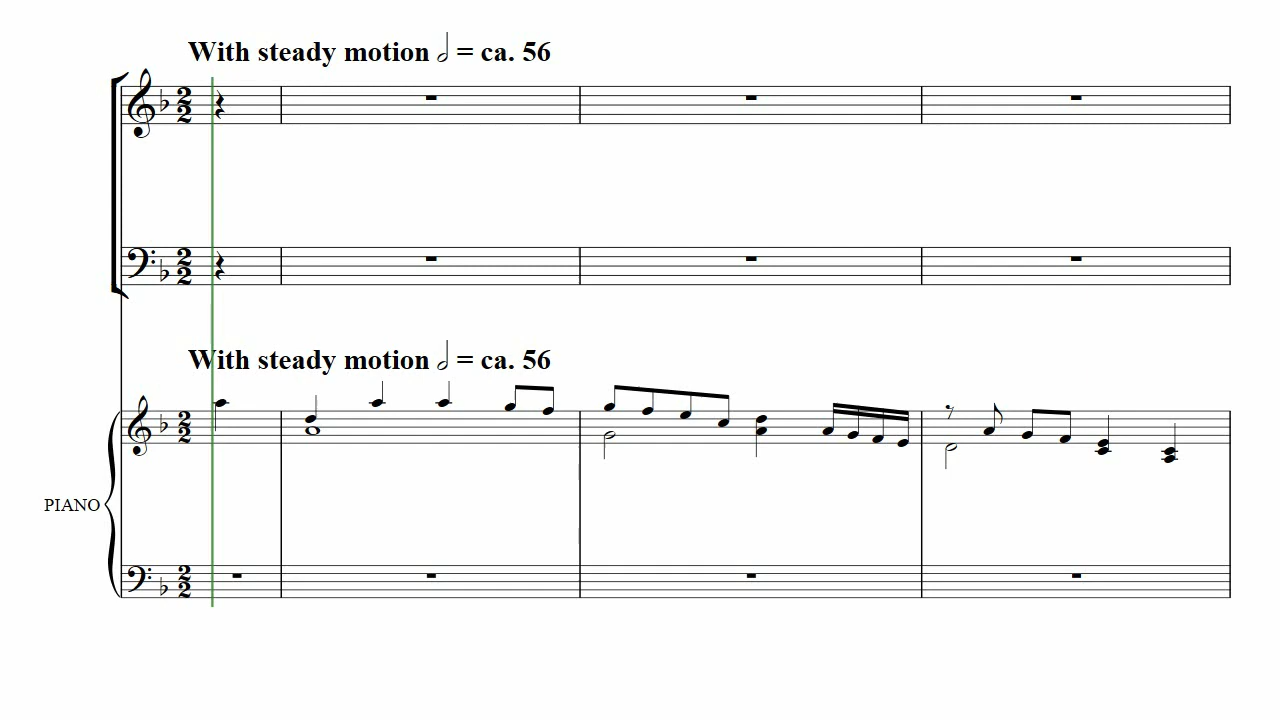 With steady motion 𝅗𝅥 = ca. 56
With steady motion 𝅗𝅥 = ca. 56
PIANO